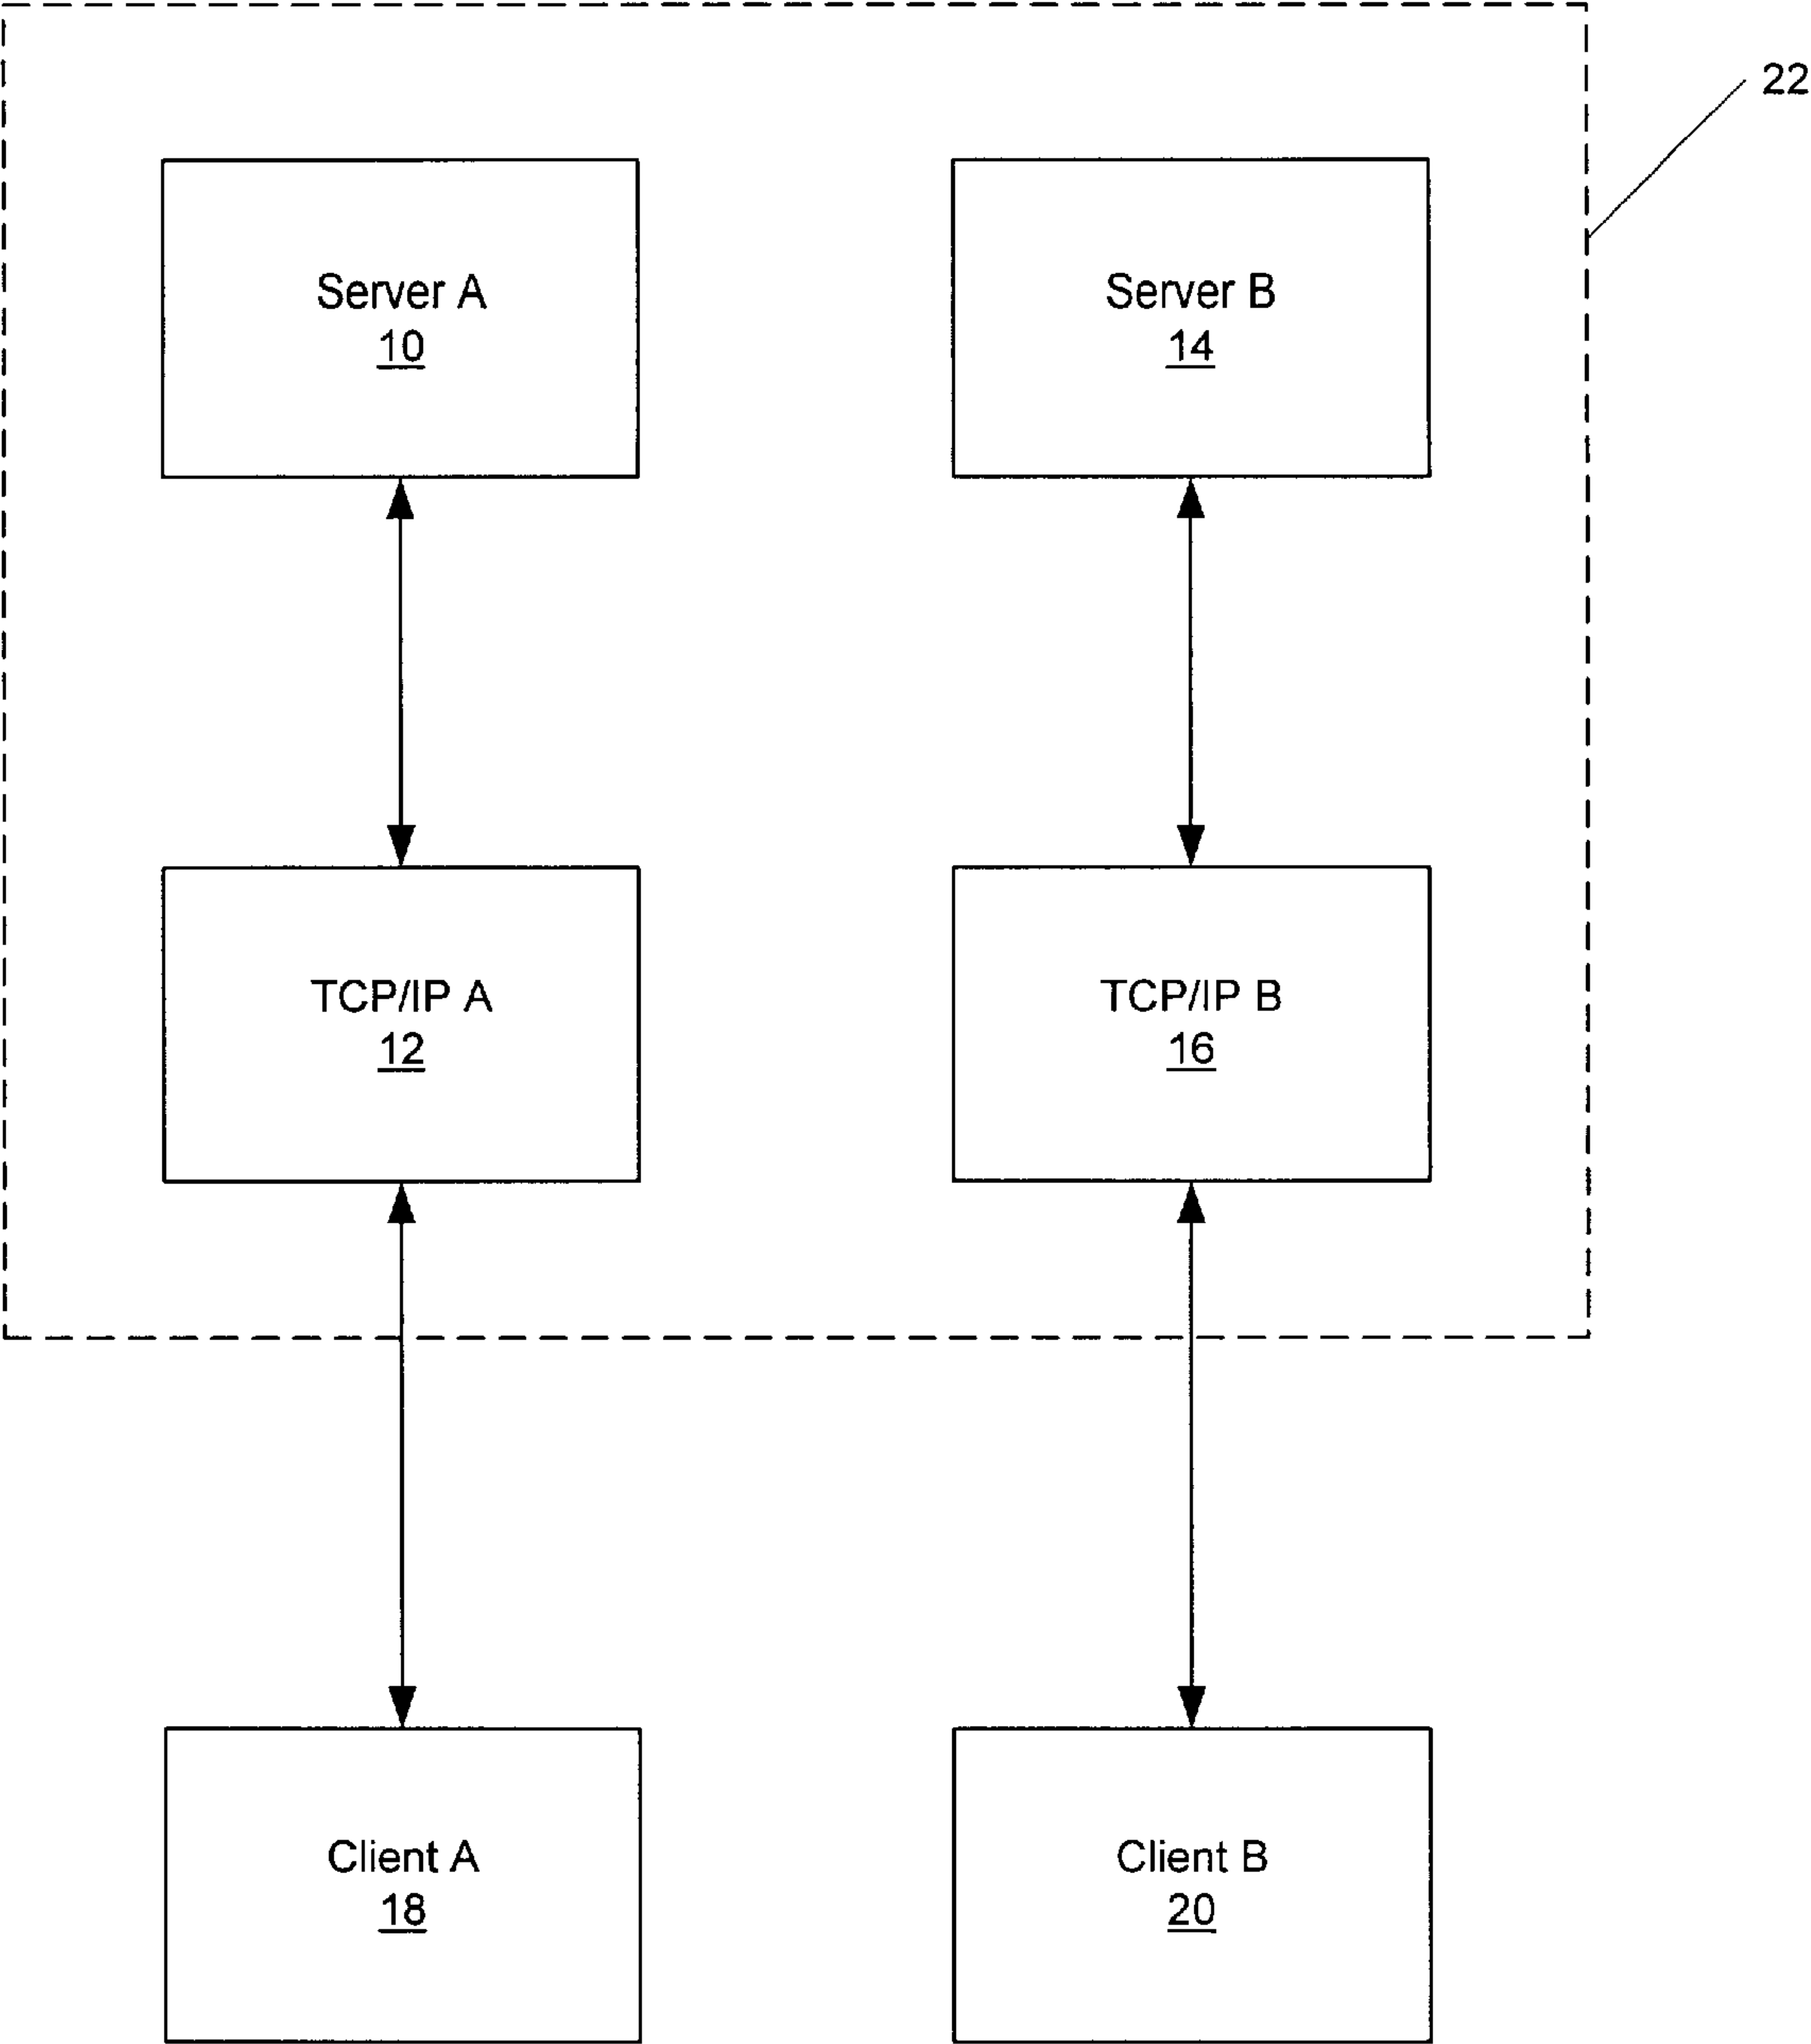 22
Server A
10
Server B
14
TCP/IP A
12
TCP/IP B
16
Client A
18
Client B
20